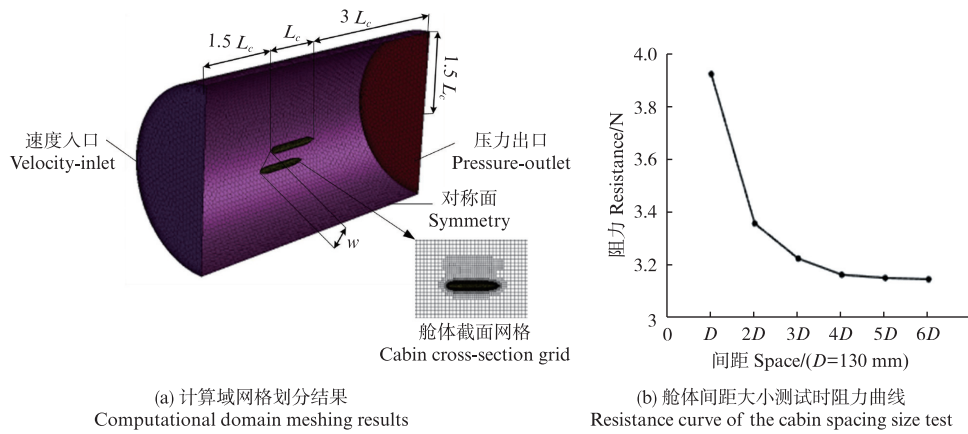 1.5 Lc
Lc
3 Lc
1.5 Lc
速度入口
Velocity-inlet
压力出口
Pressure-outlet
对称面
Symmetry
w
舱体截面网格
Cabin cross-section grid
(a) 计算域网格划分结果
Computational domain meshing results
阻力 Resistance/N
4.0
3.8
3.6
3.4
3.2
3
0 D 2D 3D 4D 5D 6D
间距 Space/(D=130 mm)
(b) 舱体间距大小测试时阻力曲线
Resistance curve of the cabin spacing size test